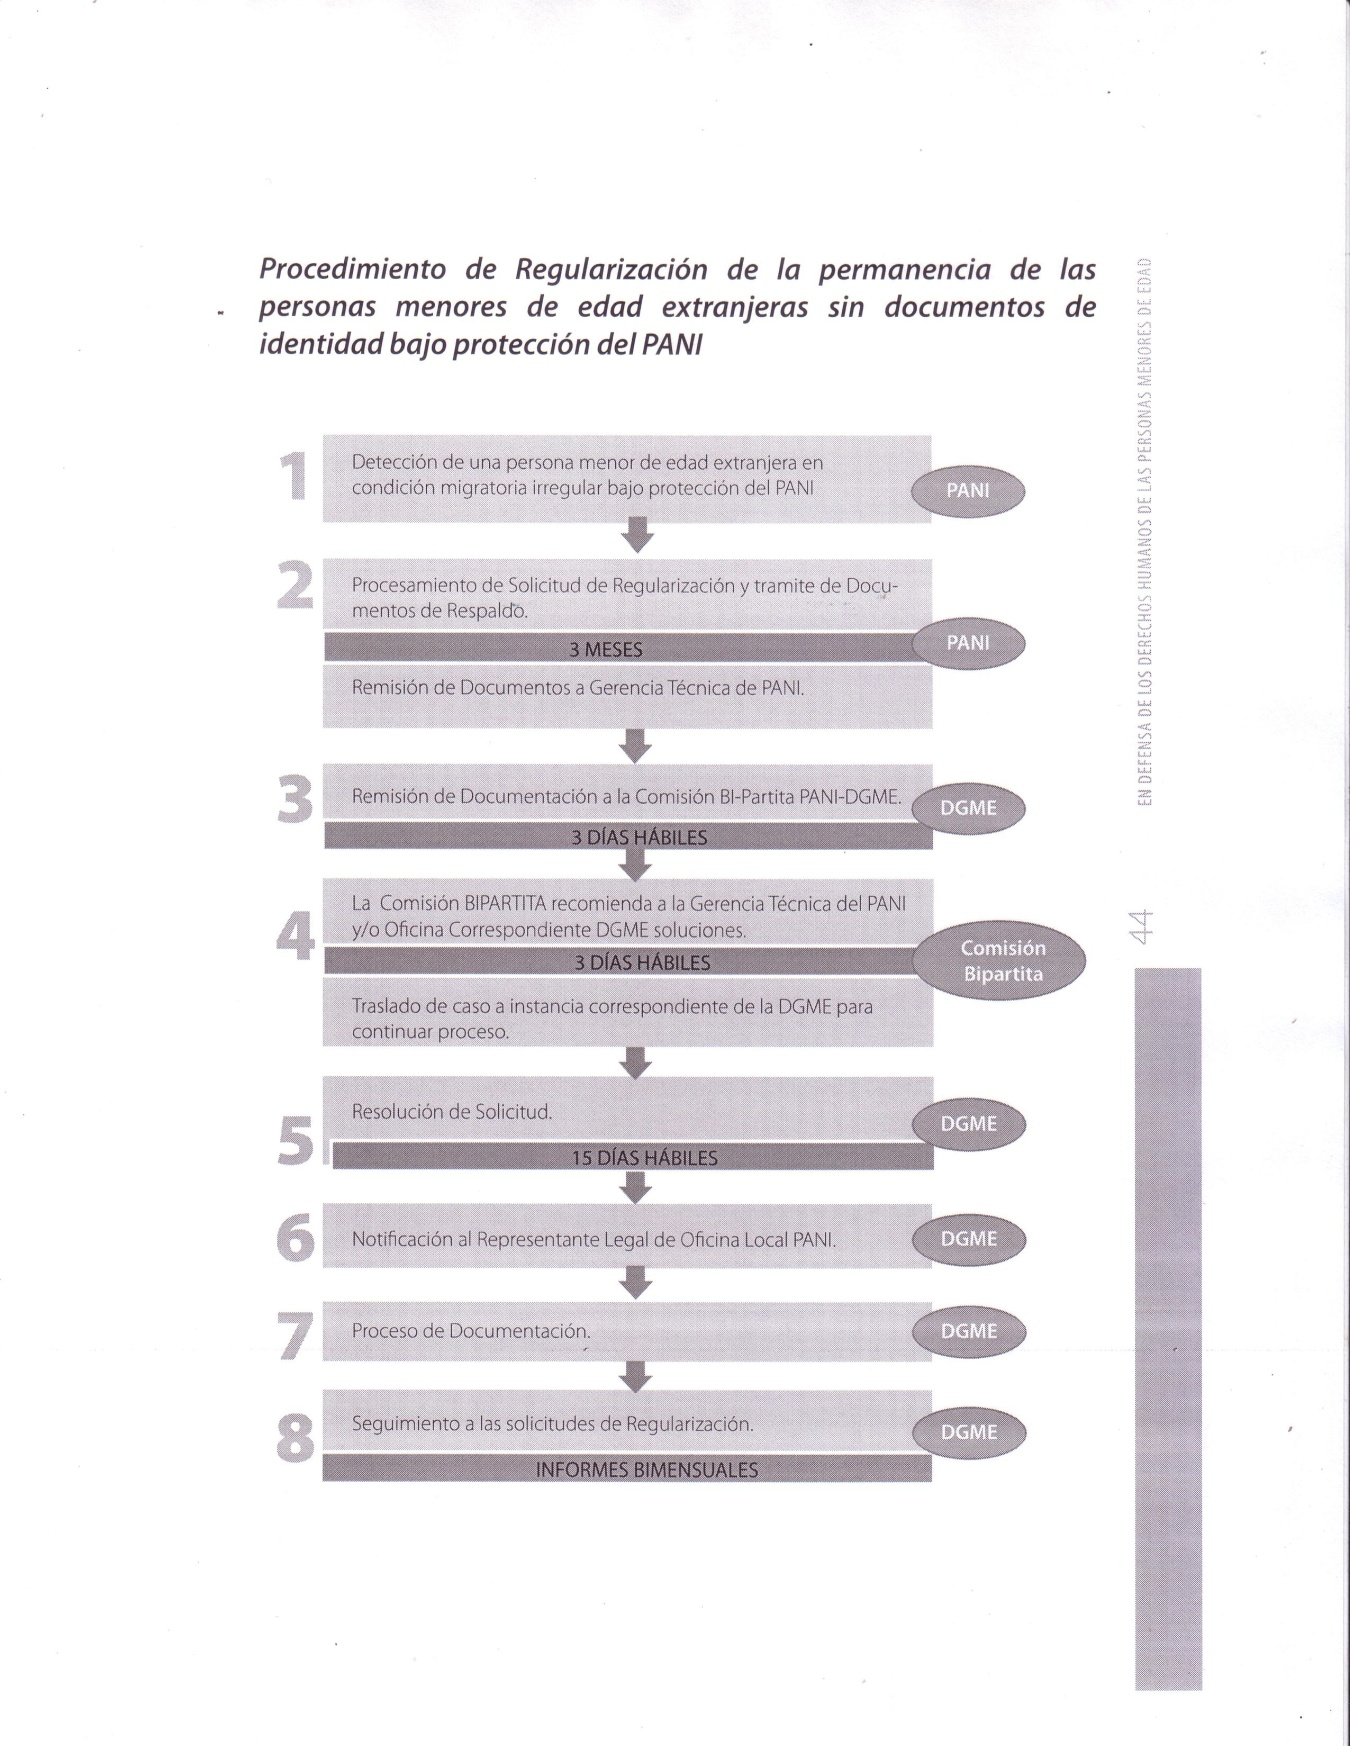 Procedimiento de Regularización de la permanencia de las
personas menores de edad extranjeras sin documentos de
identidad bajo protección del PANI
1
Detección de una persona menor de edad extranjera en
condición migratoria irregular bajo protección del PANI
PANI
2
Procesamiento de Solicitud de Regularización y tramite de Docu-
mentos de Respaldo.
3 MESES
PANI
Remisión de Documentos a Gerencia Técnica de PANI.
3
Remisión de Documentación a la Comisión BI-Partita PANI-DGME.
DGME
3 DÍAS HÁBILES
4
La Comisión BIPARTITA recomienda a la Gerencia Técnica del PANI
y/o Oficina Correspondiente DGME soluciones.
3 DÍAS HÁBILES
Comisión
Bipartita
Traslado de caso a instancia correspondiente de la DGME para
continuar proceso.
5
Resolución de Solicitud.
DGME
15 DÍAS HÁBILES
6
Notificación al Representante Legal de Oficina Local PANI.
DGME
7
Proceso de Documentación.
DGME
8
Seguimiento a las solicitudes de Regularización.
DGME
INFORMES BIMENSUALES
EN DEFENSA DE LOS DERECHOS HUMANOS DE LAS PERSONAS MENORES DE EDAD
44